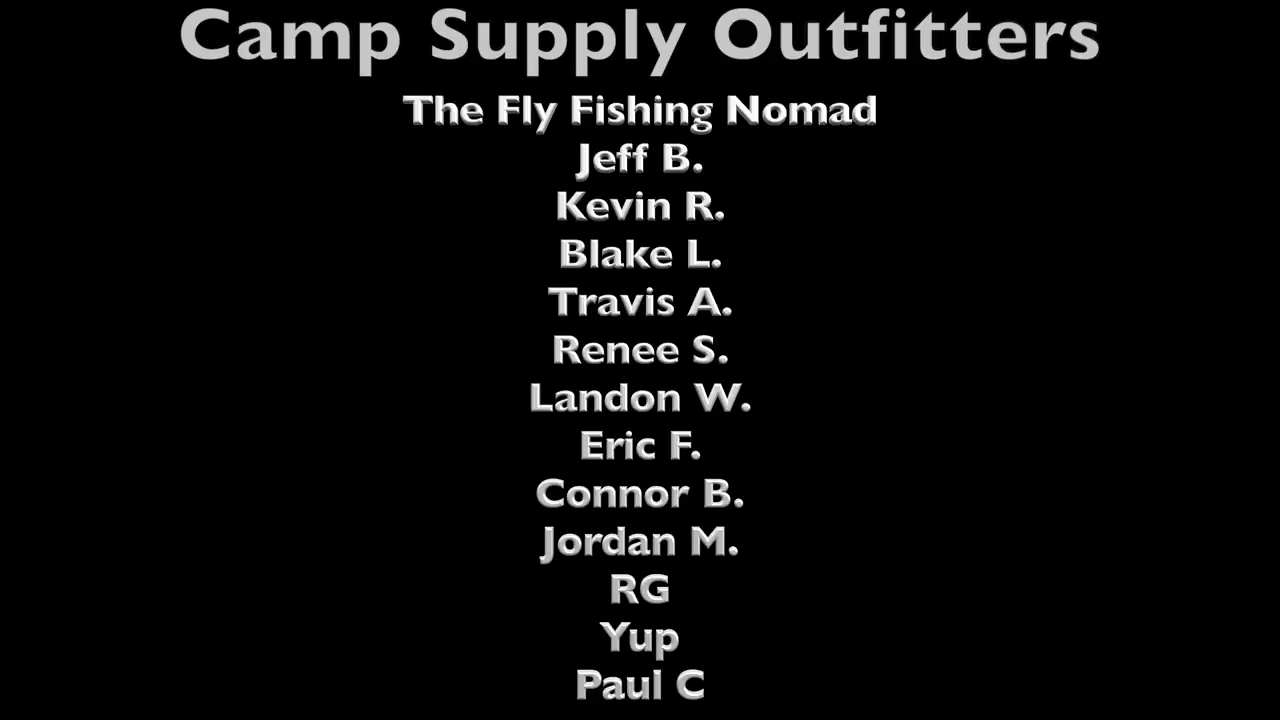 Camp Supply Outfitters
The Fly Fishing Nomad
Jeff B.
Kevin R.
Blake L.
Travis A.
Renee S.
Landon W.
Eric F.
Connor B.
Jordan M.
RG
Yup
Paul C